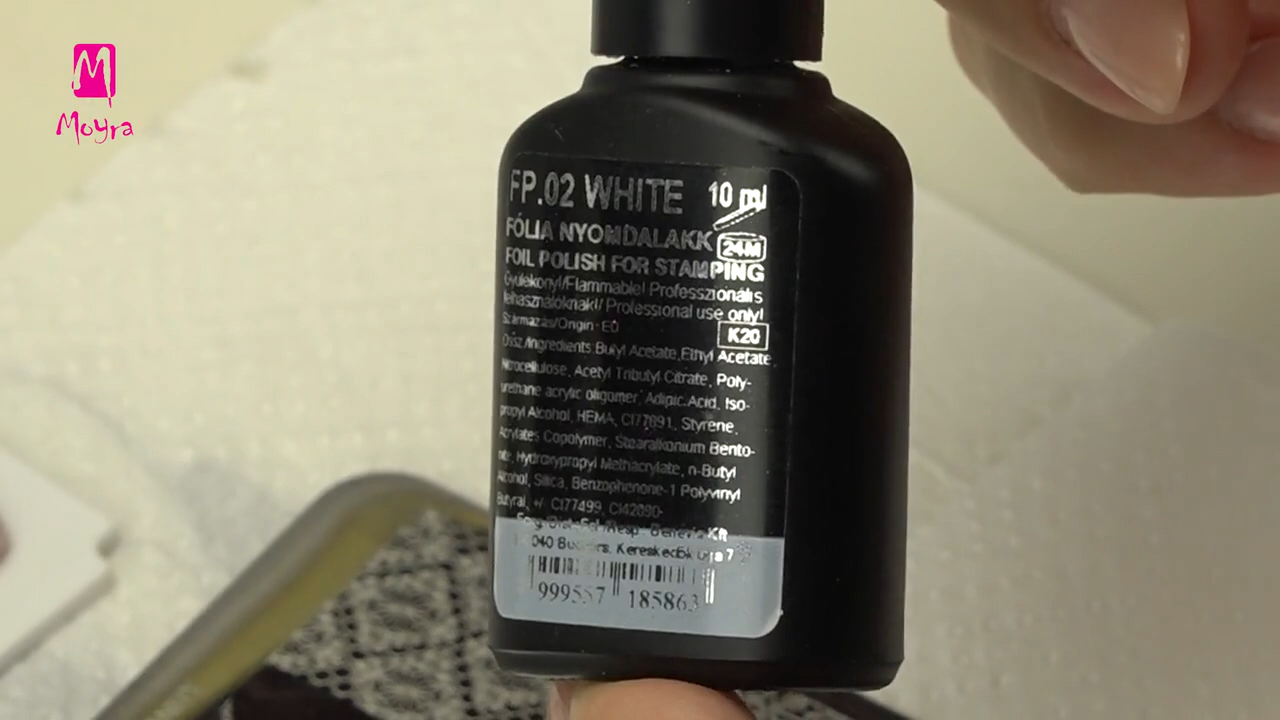 M
Moyra
FP.02 WHITE 10 ml
FÓLIA NYOMDALAKK 24M
FOIL POLISH FOR STAMPING
Gyúlékony!/Flammable! Professzionális
felhasználóknak!/ Professional use only!
Származás/Origin: EU
K20
Össz./Ingredients: Butyl Acetate, Ethyl Acetate,
Nitrocellulose, Acetyl Tributyl Citrate, Poly-
urethane acrylic oligomer, Adipic Acid, Iso-
propyl Alcohol, HEMA, CI77891, Styrene,
Acrylates Copolymer, Stearalkonium Bento-
nite, Hydroxypropyl Methacrylate, n-Butyl
Alcohol, Silica, Benzophenone-1 Polyvinyl
Butyral, +/- CI77499, CI42090-
Kft
7
999557 185863